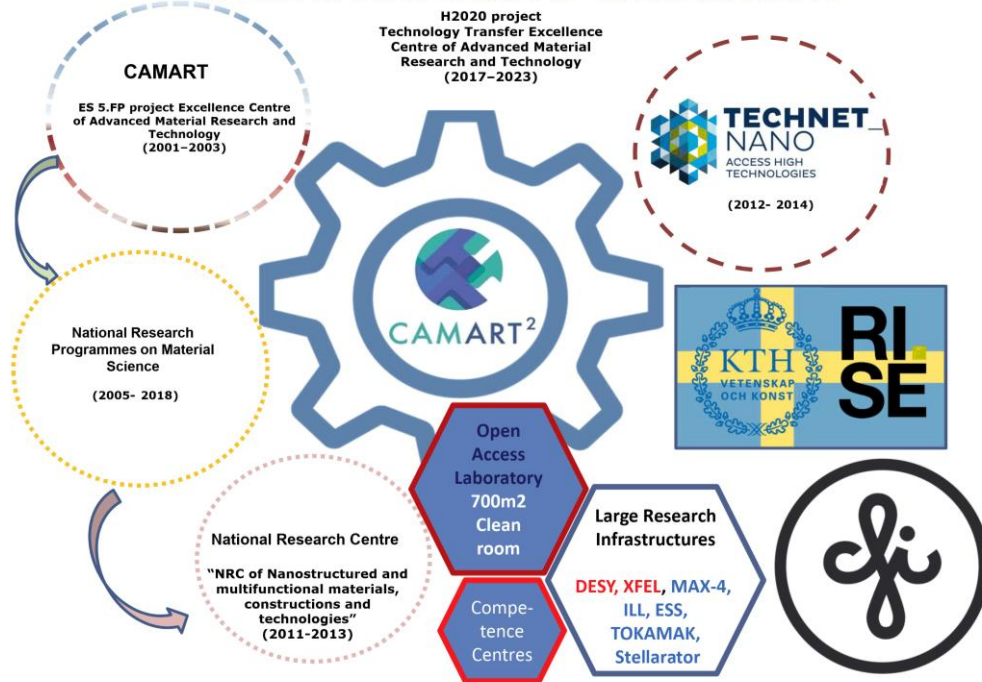 H2020 project
Technology Transfer Excellence
Centre of Advanced Material
Research and Technology
(2017–2023)
CAMART
ES 5.FP project Excellence Centre
of Advanced Material Research and
Technology
(2001–2003)
TECHNET_
NANO
ACCESS HIGH
TECHNOLOGIES
(2012- 2014)
CAMART²
National Research
Programmes on Material
Science
(2005- 2018)
KTH
VETENSKAP
OCH KONST
RI.
SE
Open
Access
Laboratory
700m2
Clean
room
National Research Centre
“NRC of Nanostructured and
multifunctional materials,
constructions and
technologies”
(2011-2013)
Compe-
tence
Centres
Large Research
Infrastructures
DESY, XFEL, MAX-4,
ILL, ESS,
TOKAMAK,
Stellarator